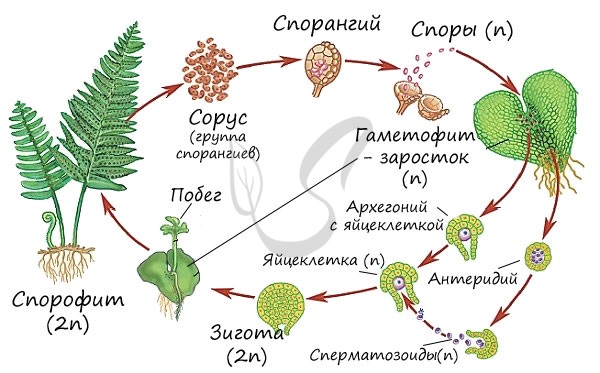 Спорангий
Споры (n)
Сорус
(группа
спорангиев)
Гаметофит
- заросток
(n)
Побег
Архегоний
с яйцеклеткой
Яйцеклетка (n)
Антеридий
Спорофит
(2n)
Зигота
(2n)
Сперматозоиды(n)